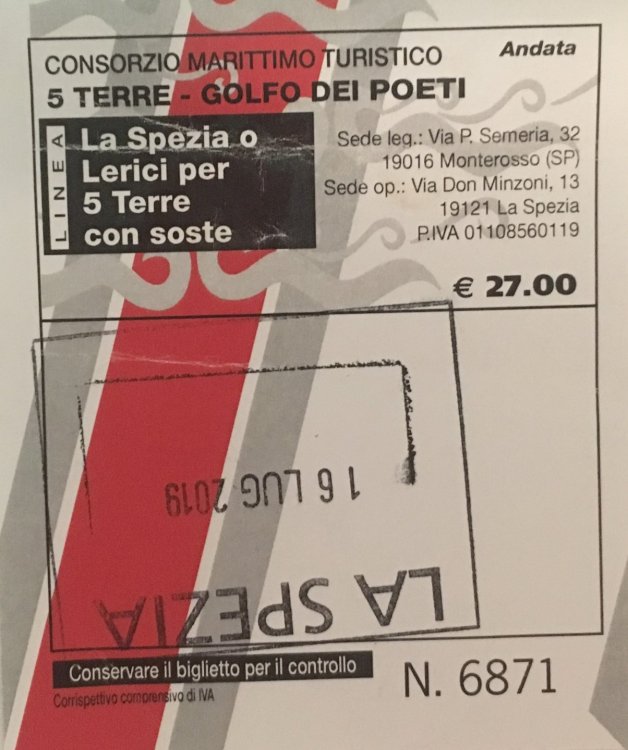 CONSORZIO MARITTIMO TURISTICO
Andata
5 TERRE - GOLFO DEI POETI
LINEA
La Spezia o
Lerici per
5 Terre
con soste
Sede leg.: Via P. Semeria, 32
19016 Monterosso (SP)
Sede op.: Via Don Minzoni, 13
19121 La Spezia
P.IVA 01108560119
€ 27.00
16 LUG 2019
LA SPEZIA
Conservare il biglietto per il controllo
Corrispettivo comprensivo di IVA
N. 6871